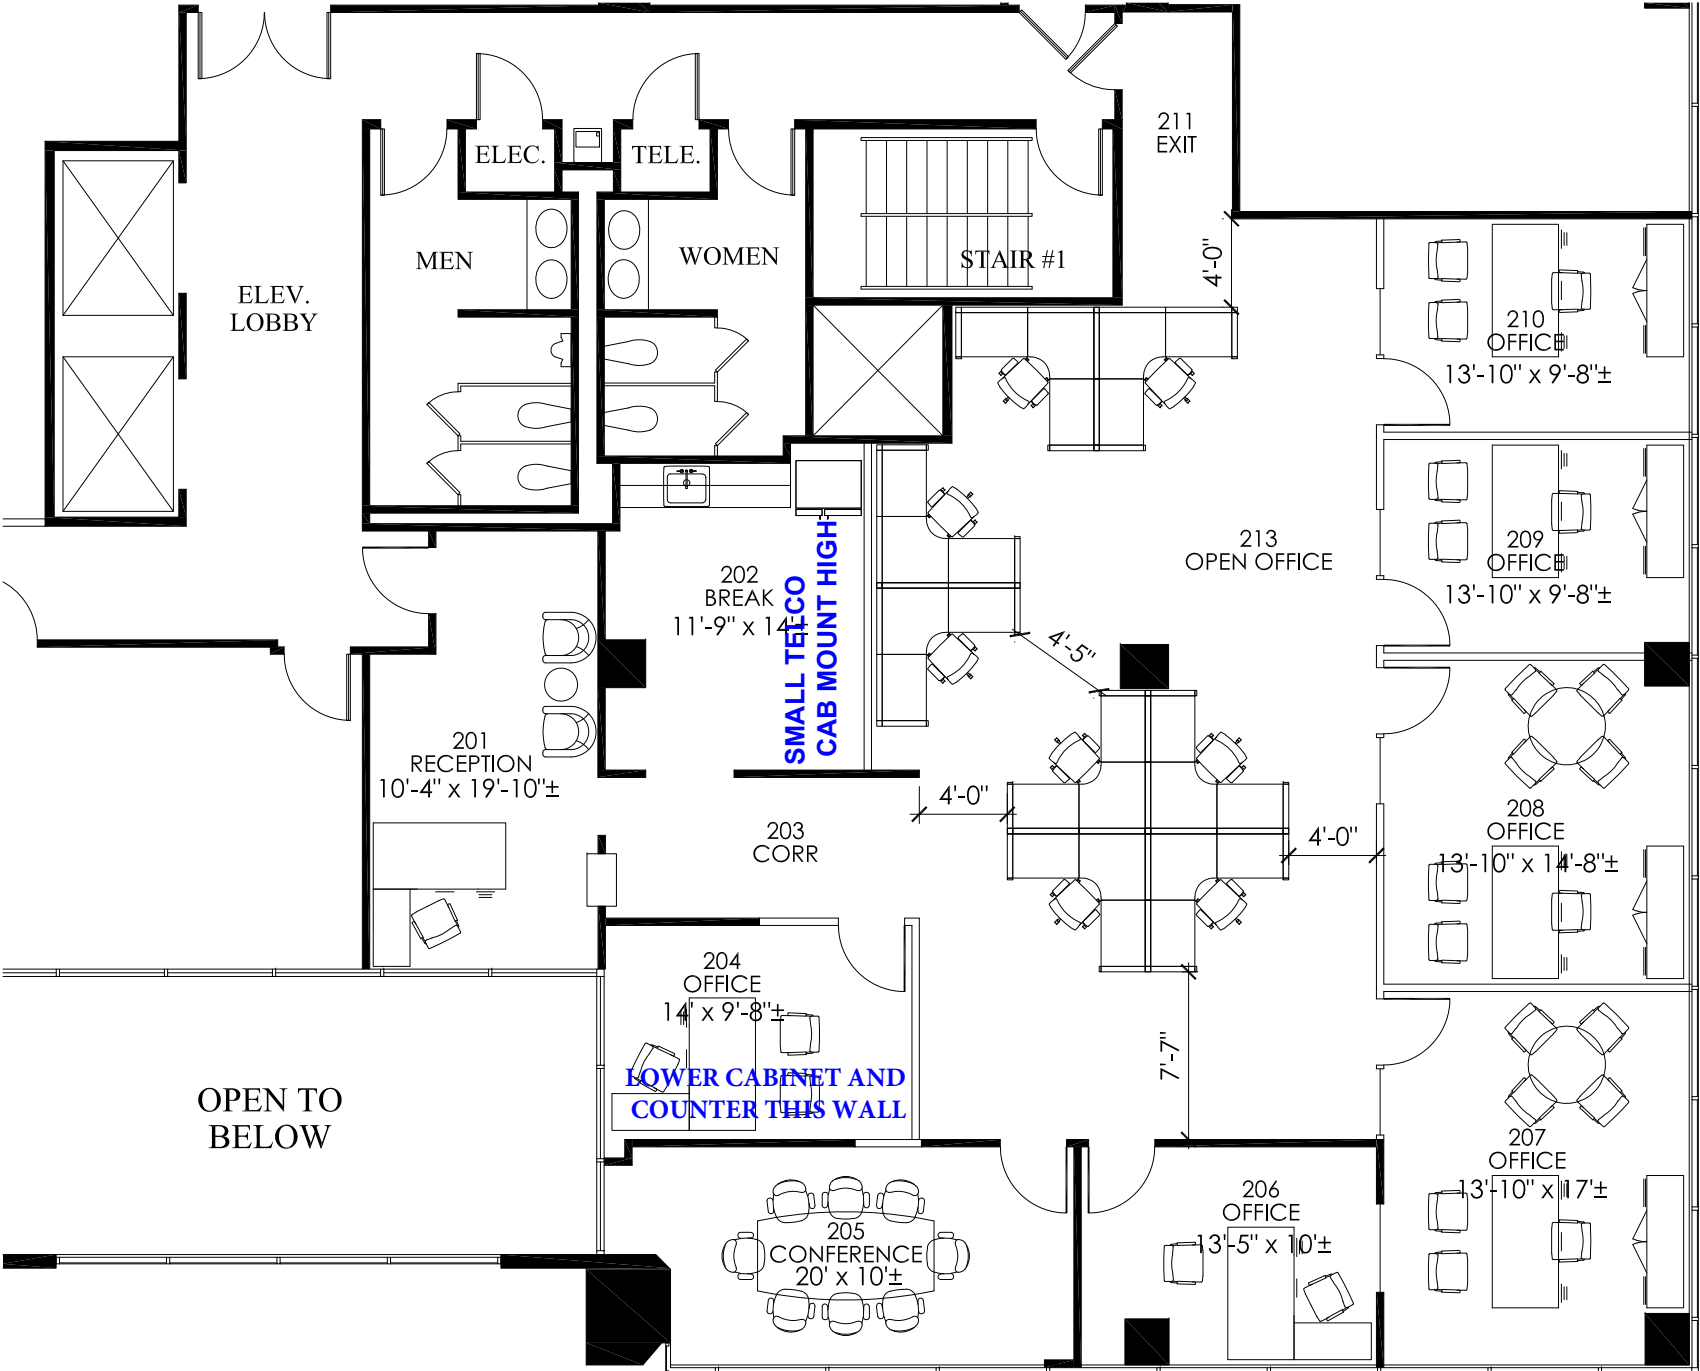 211
EXIT
ELEC.
TELE.
MEN
WOMEN
STAIR #1
ELEV.
LOBBY
4'-0"
210
OFFICE
13'-10" x 9'-8"±
213
OPEN OFFICE
209
OFFICE
13'-10" x 9'-8"±
202
BREAK
11'-9" x 14'±
SMALL TELCO
CAB MOUNT HIGH
4'-5"
201
RECEPTION
10'-4" x 19'-10"±
4'-0"
203
CORR
4'-0"
208
OFFICE
13'-10" x 14'-8"±
204
OFFICE
14' x 9'-8"±
LOWER CABINET AND
COUNTER THIS WALL
7'-7"
OPEN TO
BELOW
207
OFFICE
13'-10" x 17'±
206
OFFICE
13'-5" x 10'±
205
CONFERENCE
20' x 10'±